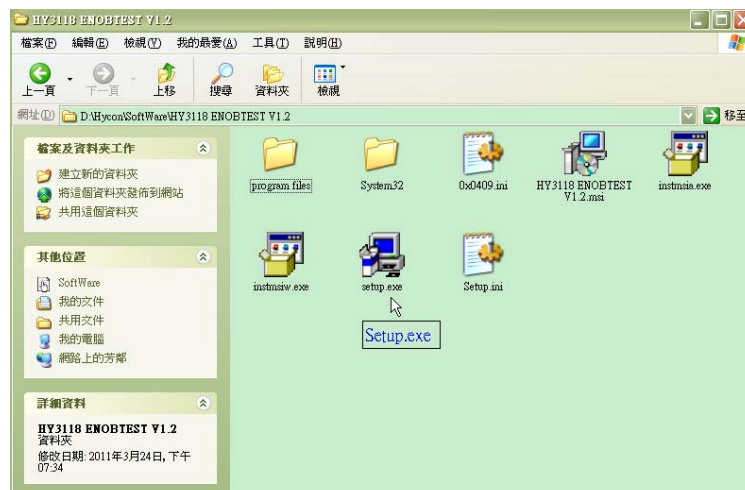 HY3118 ENOBTEST V1.2
檔案(F) 編輯(E) 檢視(V) 我的最愛(A) 工具(T) 說明(H)
上一頁 下一頁 上移 搜尋 資料夾 檢視
網址(D) D:\Hycon\SoftWare\HY3118 ENOBTEST V1.2 移至
檔案及資料夾工作
建立新的資料夾
將這個資料夾發佈到網站
共用這個資料夾
其他位置
SoftWare
我的文件
共用文件
我的電腦
網路上的芳鄰
詳細資料
HY3118 ENOBTEST V1.2
資料夾
修改日期: 2011年3月24日, 下午
07:34
program files
System32
0x0409.ini
HY3118 ENOBTEST
V1.2.msi
instmsia.exe
instmsiw.exe
setup.exe
Setup.ini
Setup.exe